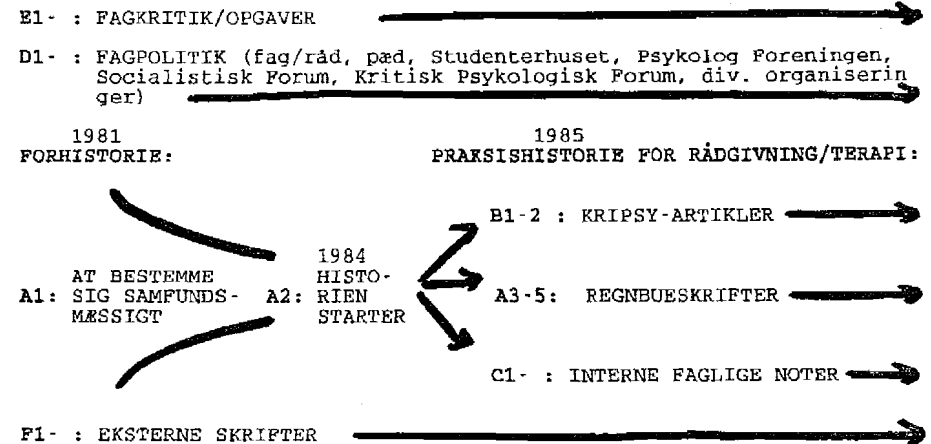 E1- : FAGKRITIK/OPGAVER
D1- : FAGPOLITIK (fag/råd, pæd, Studenterhuset, Psykolog Foreningen,
Socialistisk Forum, Kritisk Psykologisk Forum, div. organiserin
ger)
1981
FORHISTORIE:
1985
PRAKSISHISTORIE FOR RÅDGIVNING/TERAPI:
B1-2 : KRIPSY-ARTIKLER
AT BESTEMME
A1: SIG SAMFUNDS-
MÆSSIGT
1984
HISTO-
A2: RIEN
STARTER
A3-5: REGNBUESKRIFTER
C1- : INTERNE FAGLIGE NOTER
F1- : EKSTERNE SKRIFTER